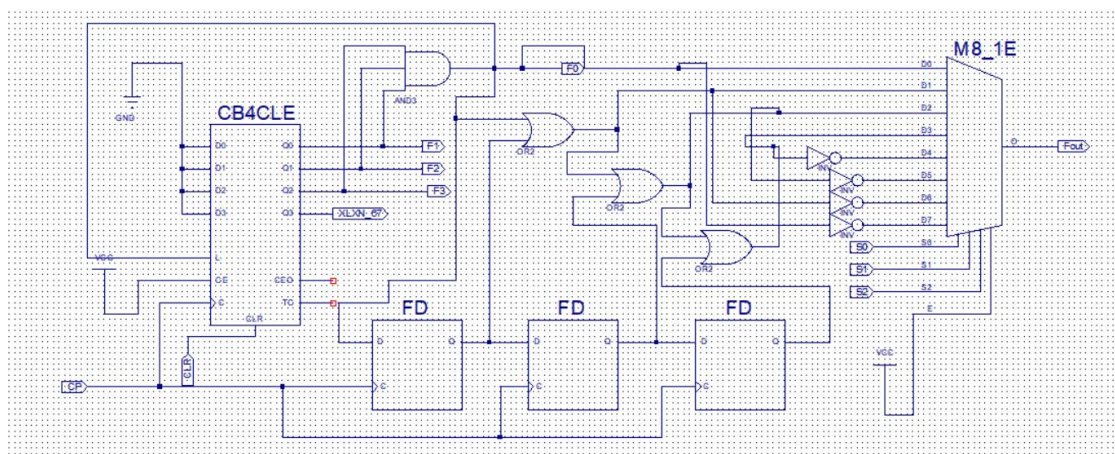 M8_1E
F0
D0
AND3
D1
GND
CB4CLE
D2
D3
OR2
D0
Q0
F1
O
Fout
D4
INV
D1
Q1
F2
D5
INV
D2
Q2
F3
D6
INV
D3
Q3
XLXN_67
OR2
D7
INV
S0
S0
VCC
L
OR2
S1
S1
CE
CEO
S2
S2
C
TC
FD
FD
FD
E
CLR
D
Q
D
Q
D
Q
VCC
CLR
CP
C
C
C